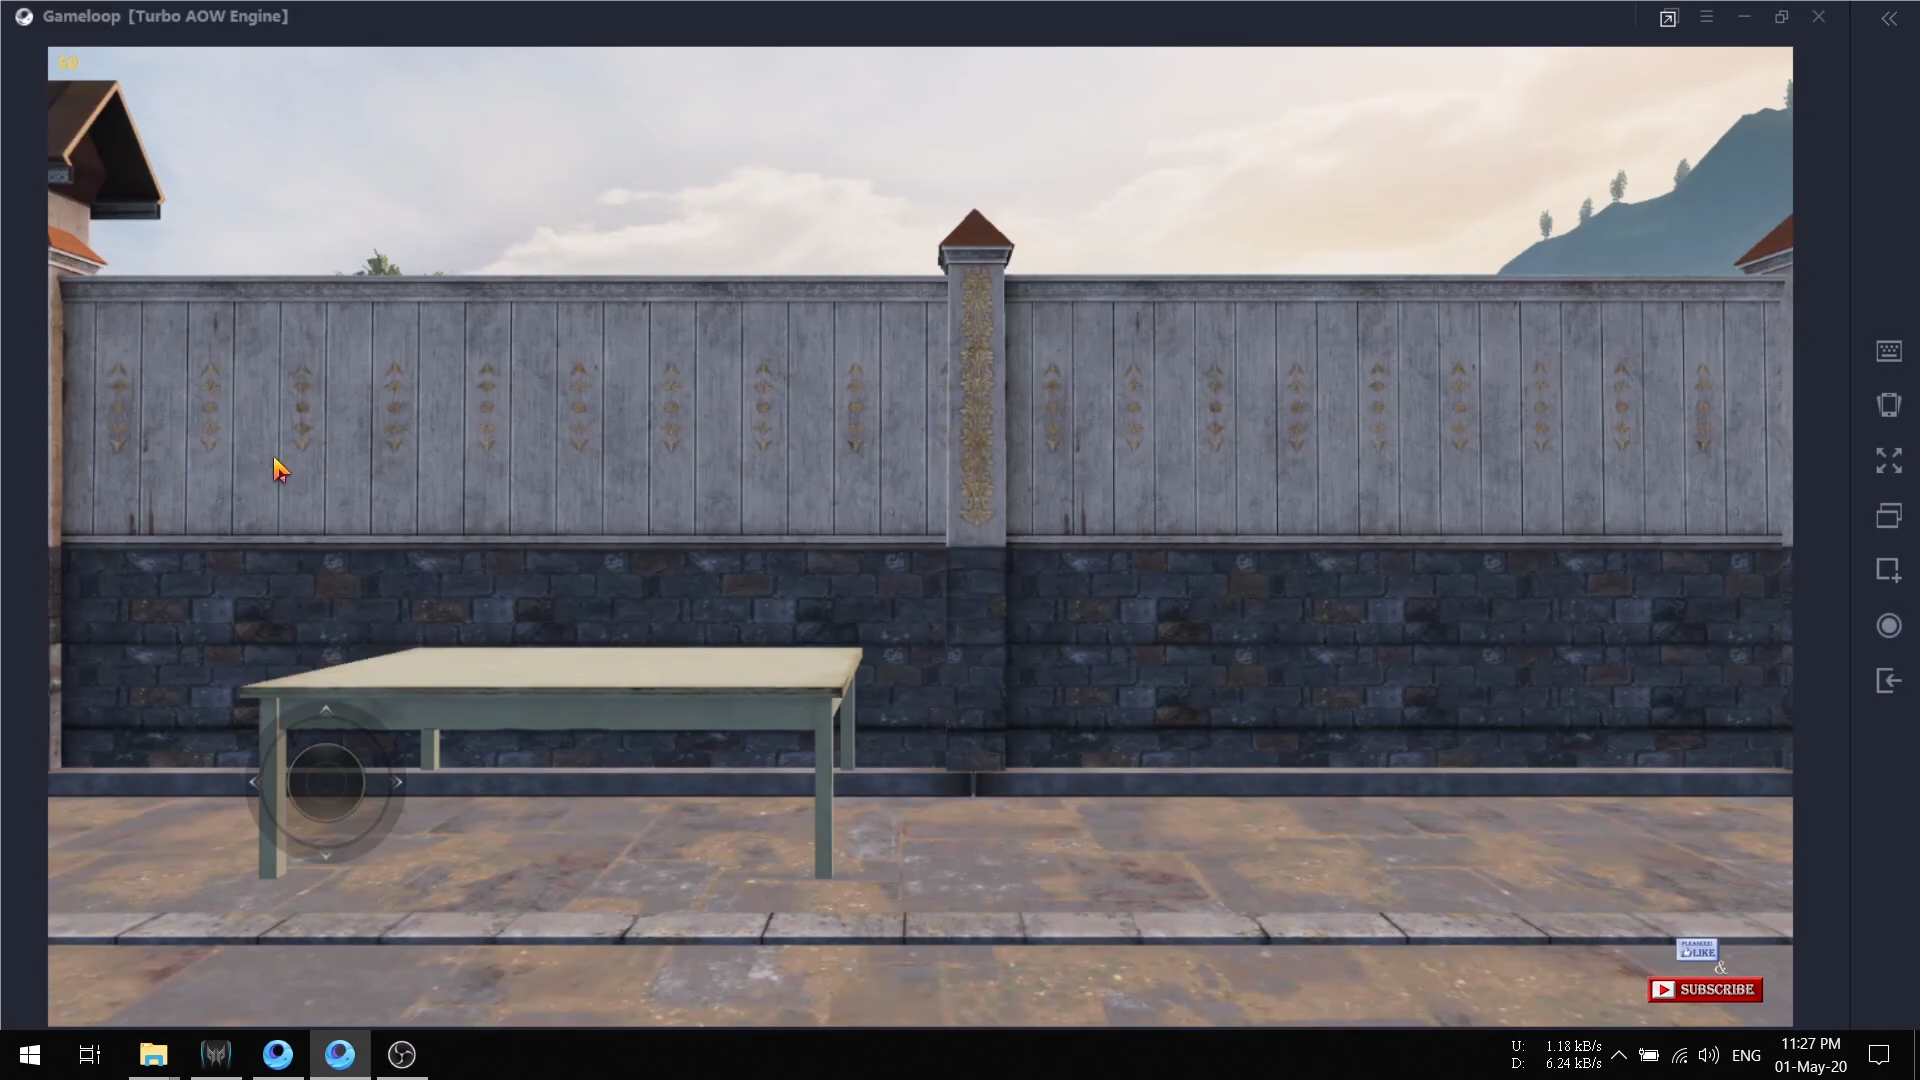 Gameloop [Turbo AOW Engine]
59
PLEASEE!
LIKE
&
SUBSCRIBE
U: 1.18 kB/s
D: 6.24 kB/s
ENG
11:27 PM
01-May-20